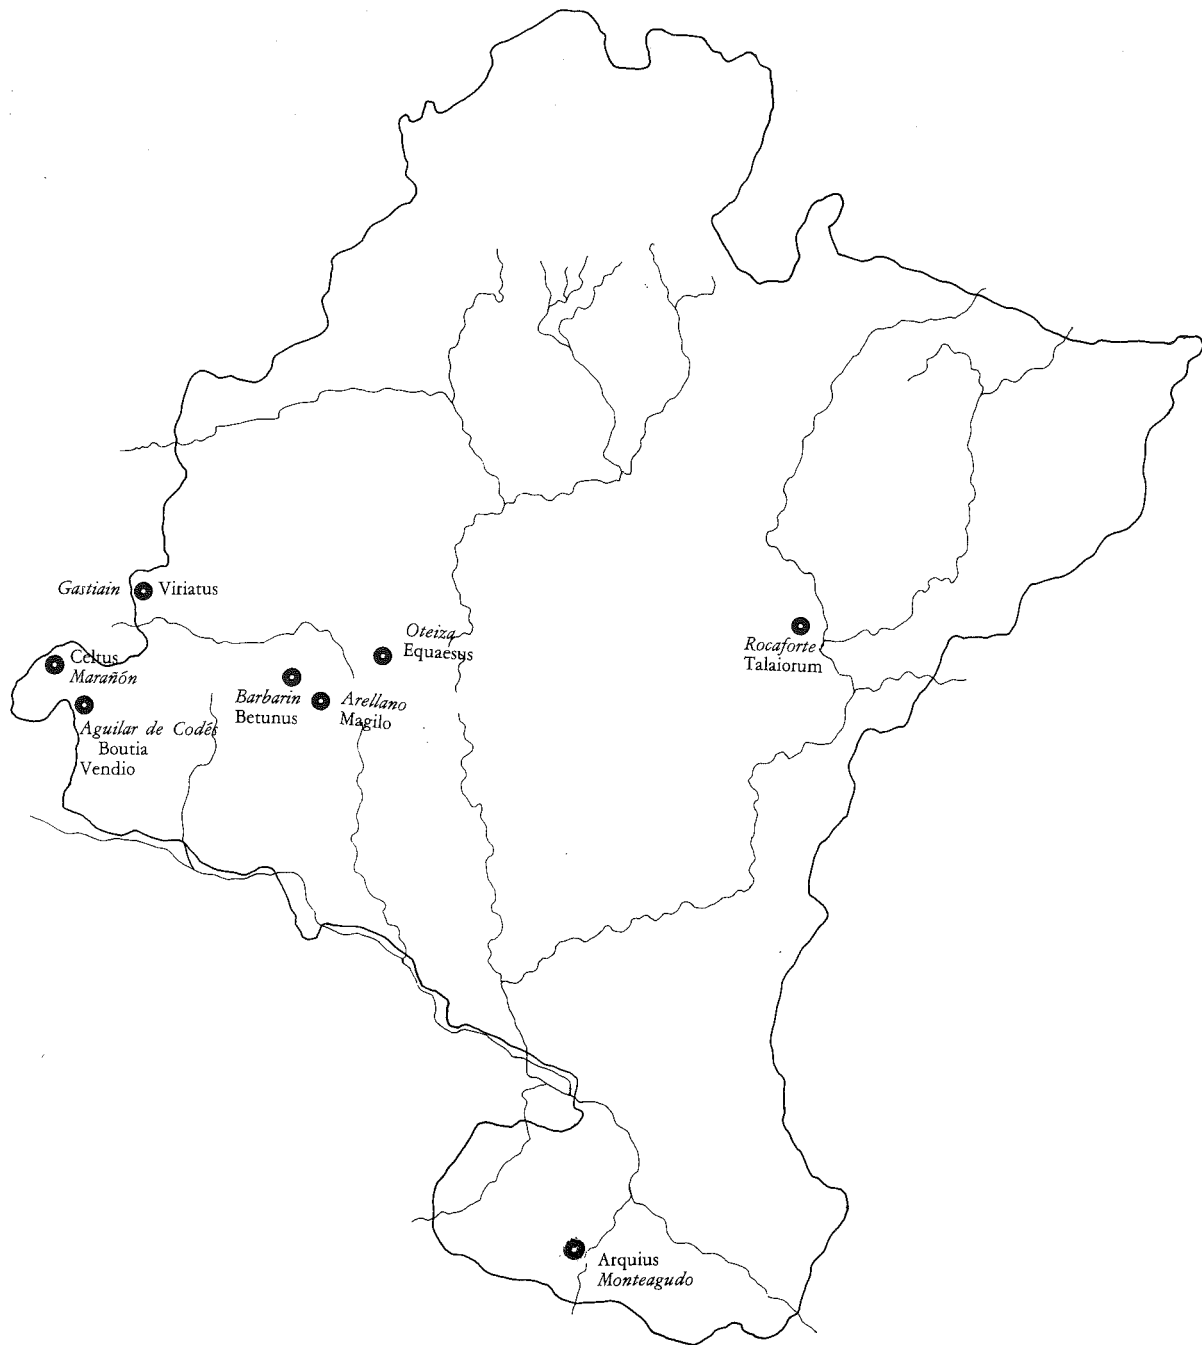 Gastiain
Viriatus
Oteiza
Equaesus
Rocaforte
Talaiorum
Celtus
Marañón
Barbarin
Betunus
Arellano
Magilo
Aguilar de Codés
Boutia
Vendio
Arquius
Monteagudo